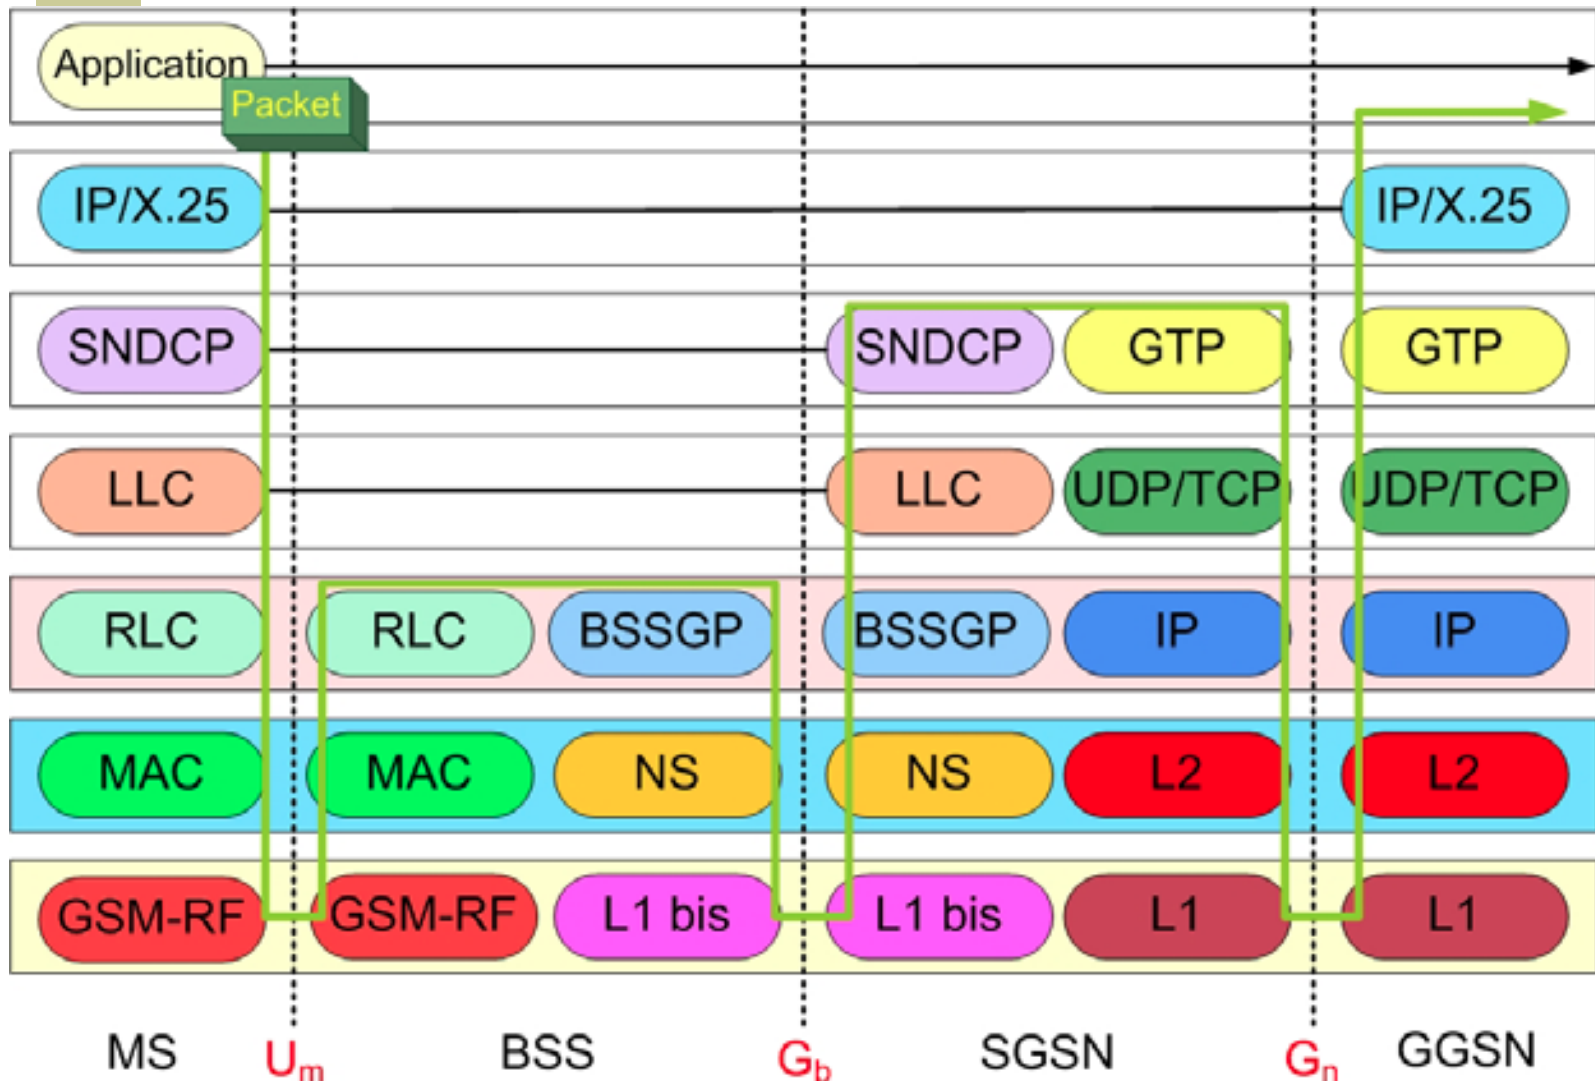 Application
Packet
IP/X.25 IP/X.25
SNDCP SNDCP GTP GTP
LLC LLC UDP/TCP UDP/TCP
RLC RLC BSSGP BSSGP IP IP
MAC MAC NS NS L2 L2
GSM-RF GSM-RF L1 bis L1 bis L1 L1
MS Um BSS Gb SGSN Gn GGSN